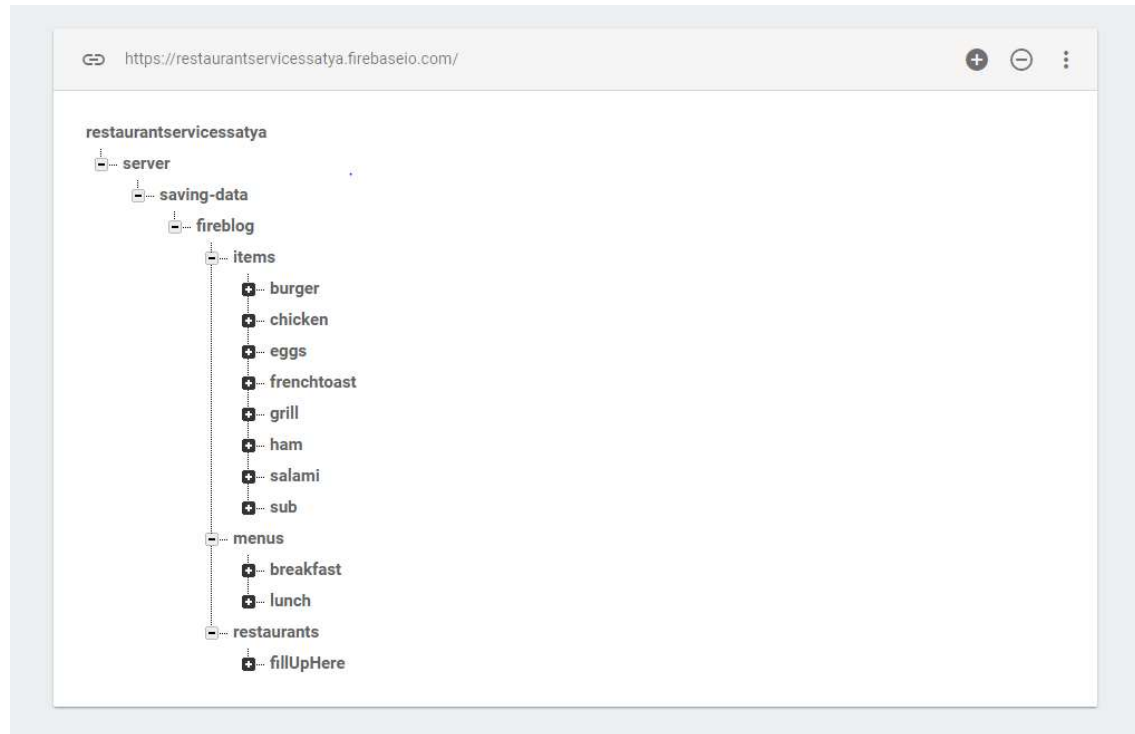 https://restaurantservicessatya.firebaseio.com/
restaurantservicessatya
server
saving-data
fireblog
items
burger
chicken
eggs
frenchtoast
grill
ham
salami
sub
menus
breakfast
lunch
restaurants
fillUpHere